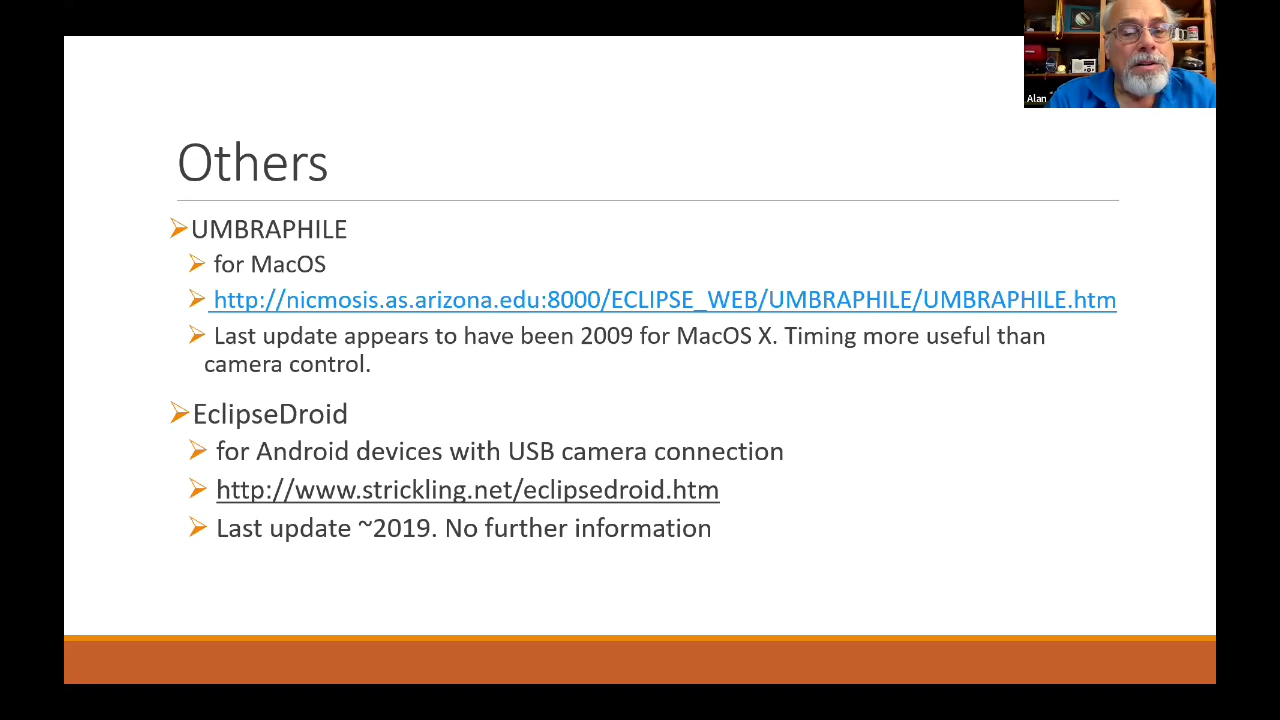 Alan
Others
UMBRAPHILE
for MacOS
http://nicmosis.as.arizona.edu:8000/ECLIPSE_WEB/UMBRAPHILE/UMBRAPHILE.htm
Last update appears to have been 2009 for MacOS X. Timing more useful than
camera control.
EclipseDroid
for Android devices with USB camera connection
http://www.strickling.net/eclipsedroid.htm
Last update ~2019. No further information